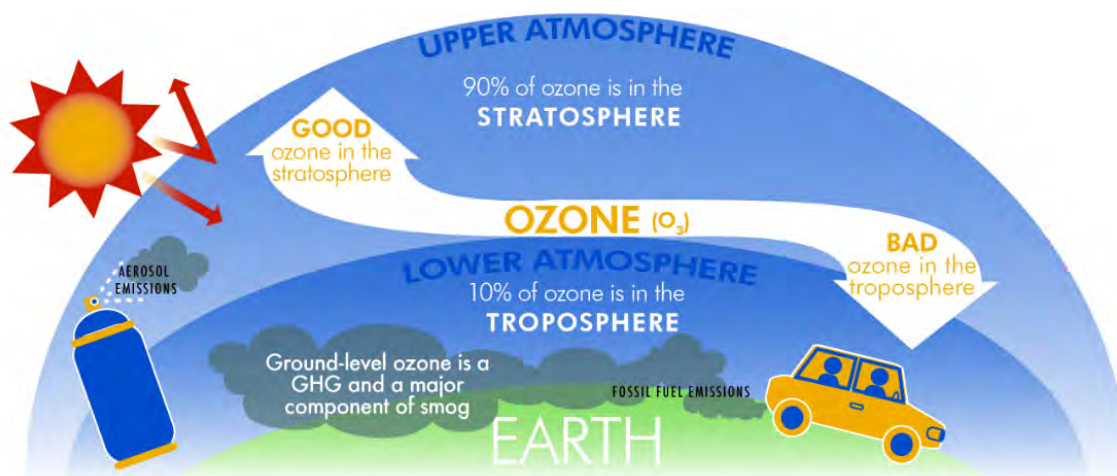 UPPER ATMOSPHERE
90% of ozone is in the
STRATOSPHERE
GOOD
ozone in the
stratosphere
OZONE (O₃)
BAD
ozone in the
troposphere
LOWER ATMOSPHERE
10% of ozone is in the
TROPOSPHERE
AEROSOL
EMISSIONS
Ground-level ozone is a
GHG and a major
component of smog
FOSSIL FUEL EMISSIONS
EARTH